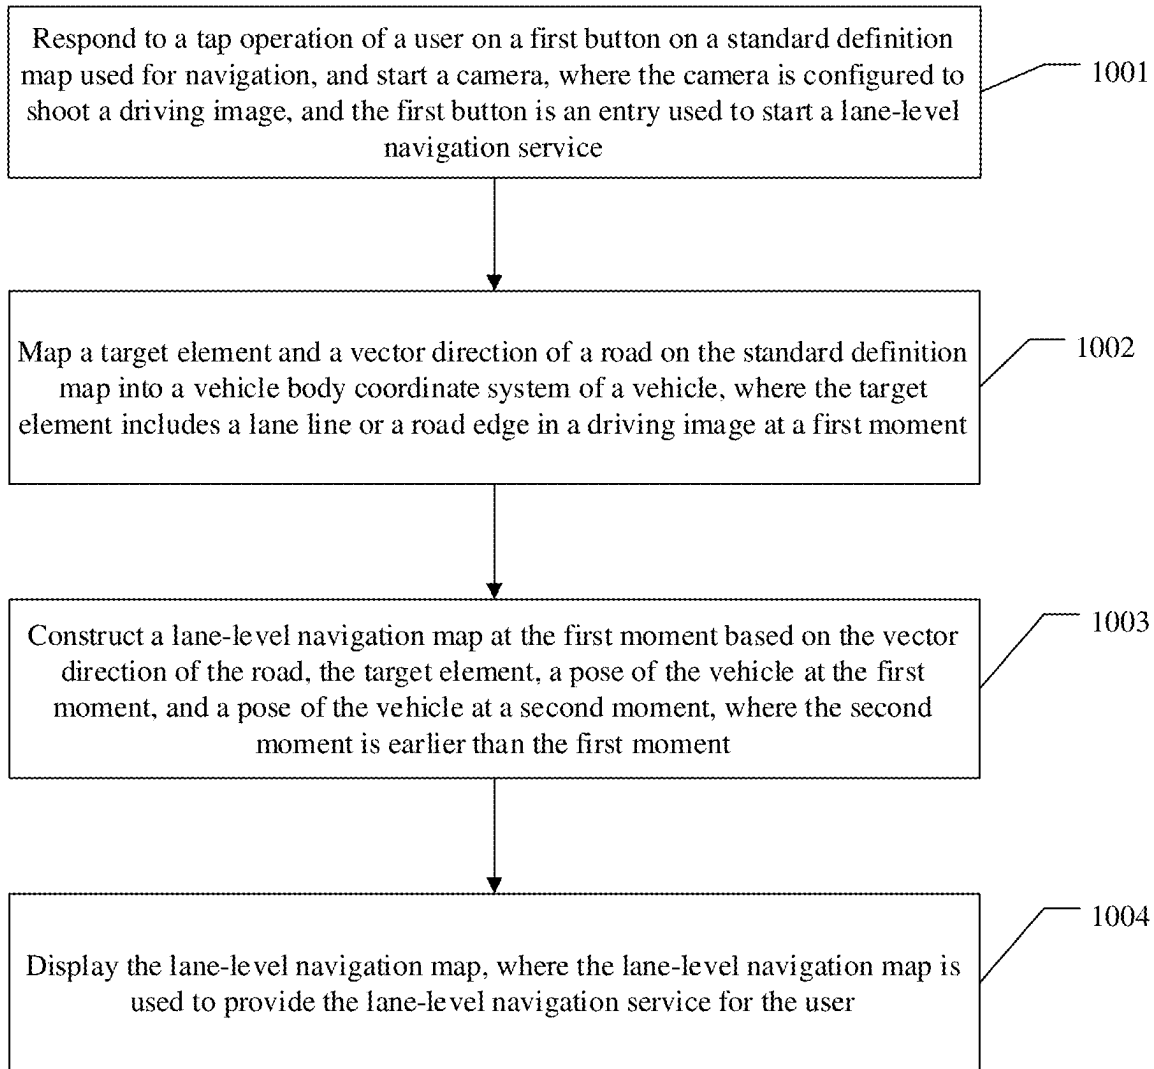 Respond to a tap operation of a user on a first button on a standard definition
map used for navigation, and start a camera, where the camera is configured to
shoot a driving image, and the first button is an entry used to start a lane-level
navigation service
1001
Map a target element and a vector direction of a road on the standard definition
map into a vehicle body coordinate system of a vehicle, where the target
element includes a lane line or a road edge in a driving image at a first moment
1002
Construct a lane-level navigation map at the first moment based on the vector
direction of the road, the target element, a pose of the vehicle at the first
moment, and a pose of the vehicle at a second moment, where the second
moment is earlier than the first moment
1003
Display the lane-level navigation map, where the lane-level navigation map is
used to provide the lane-level navigation service for the user
1004